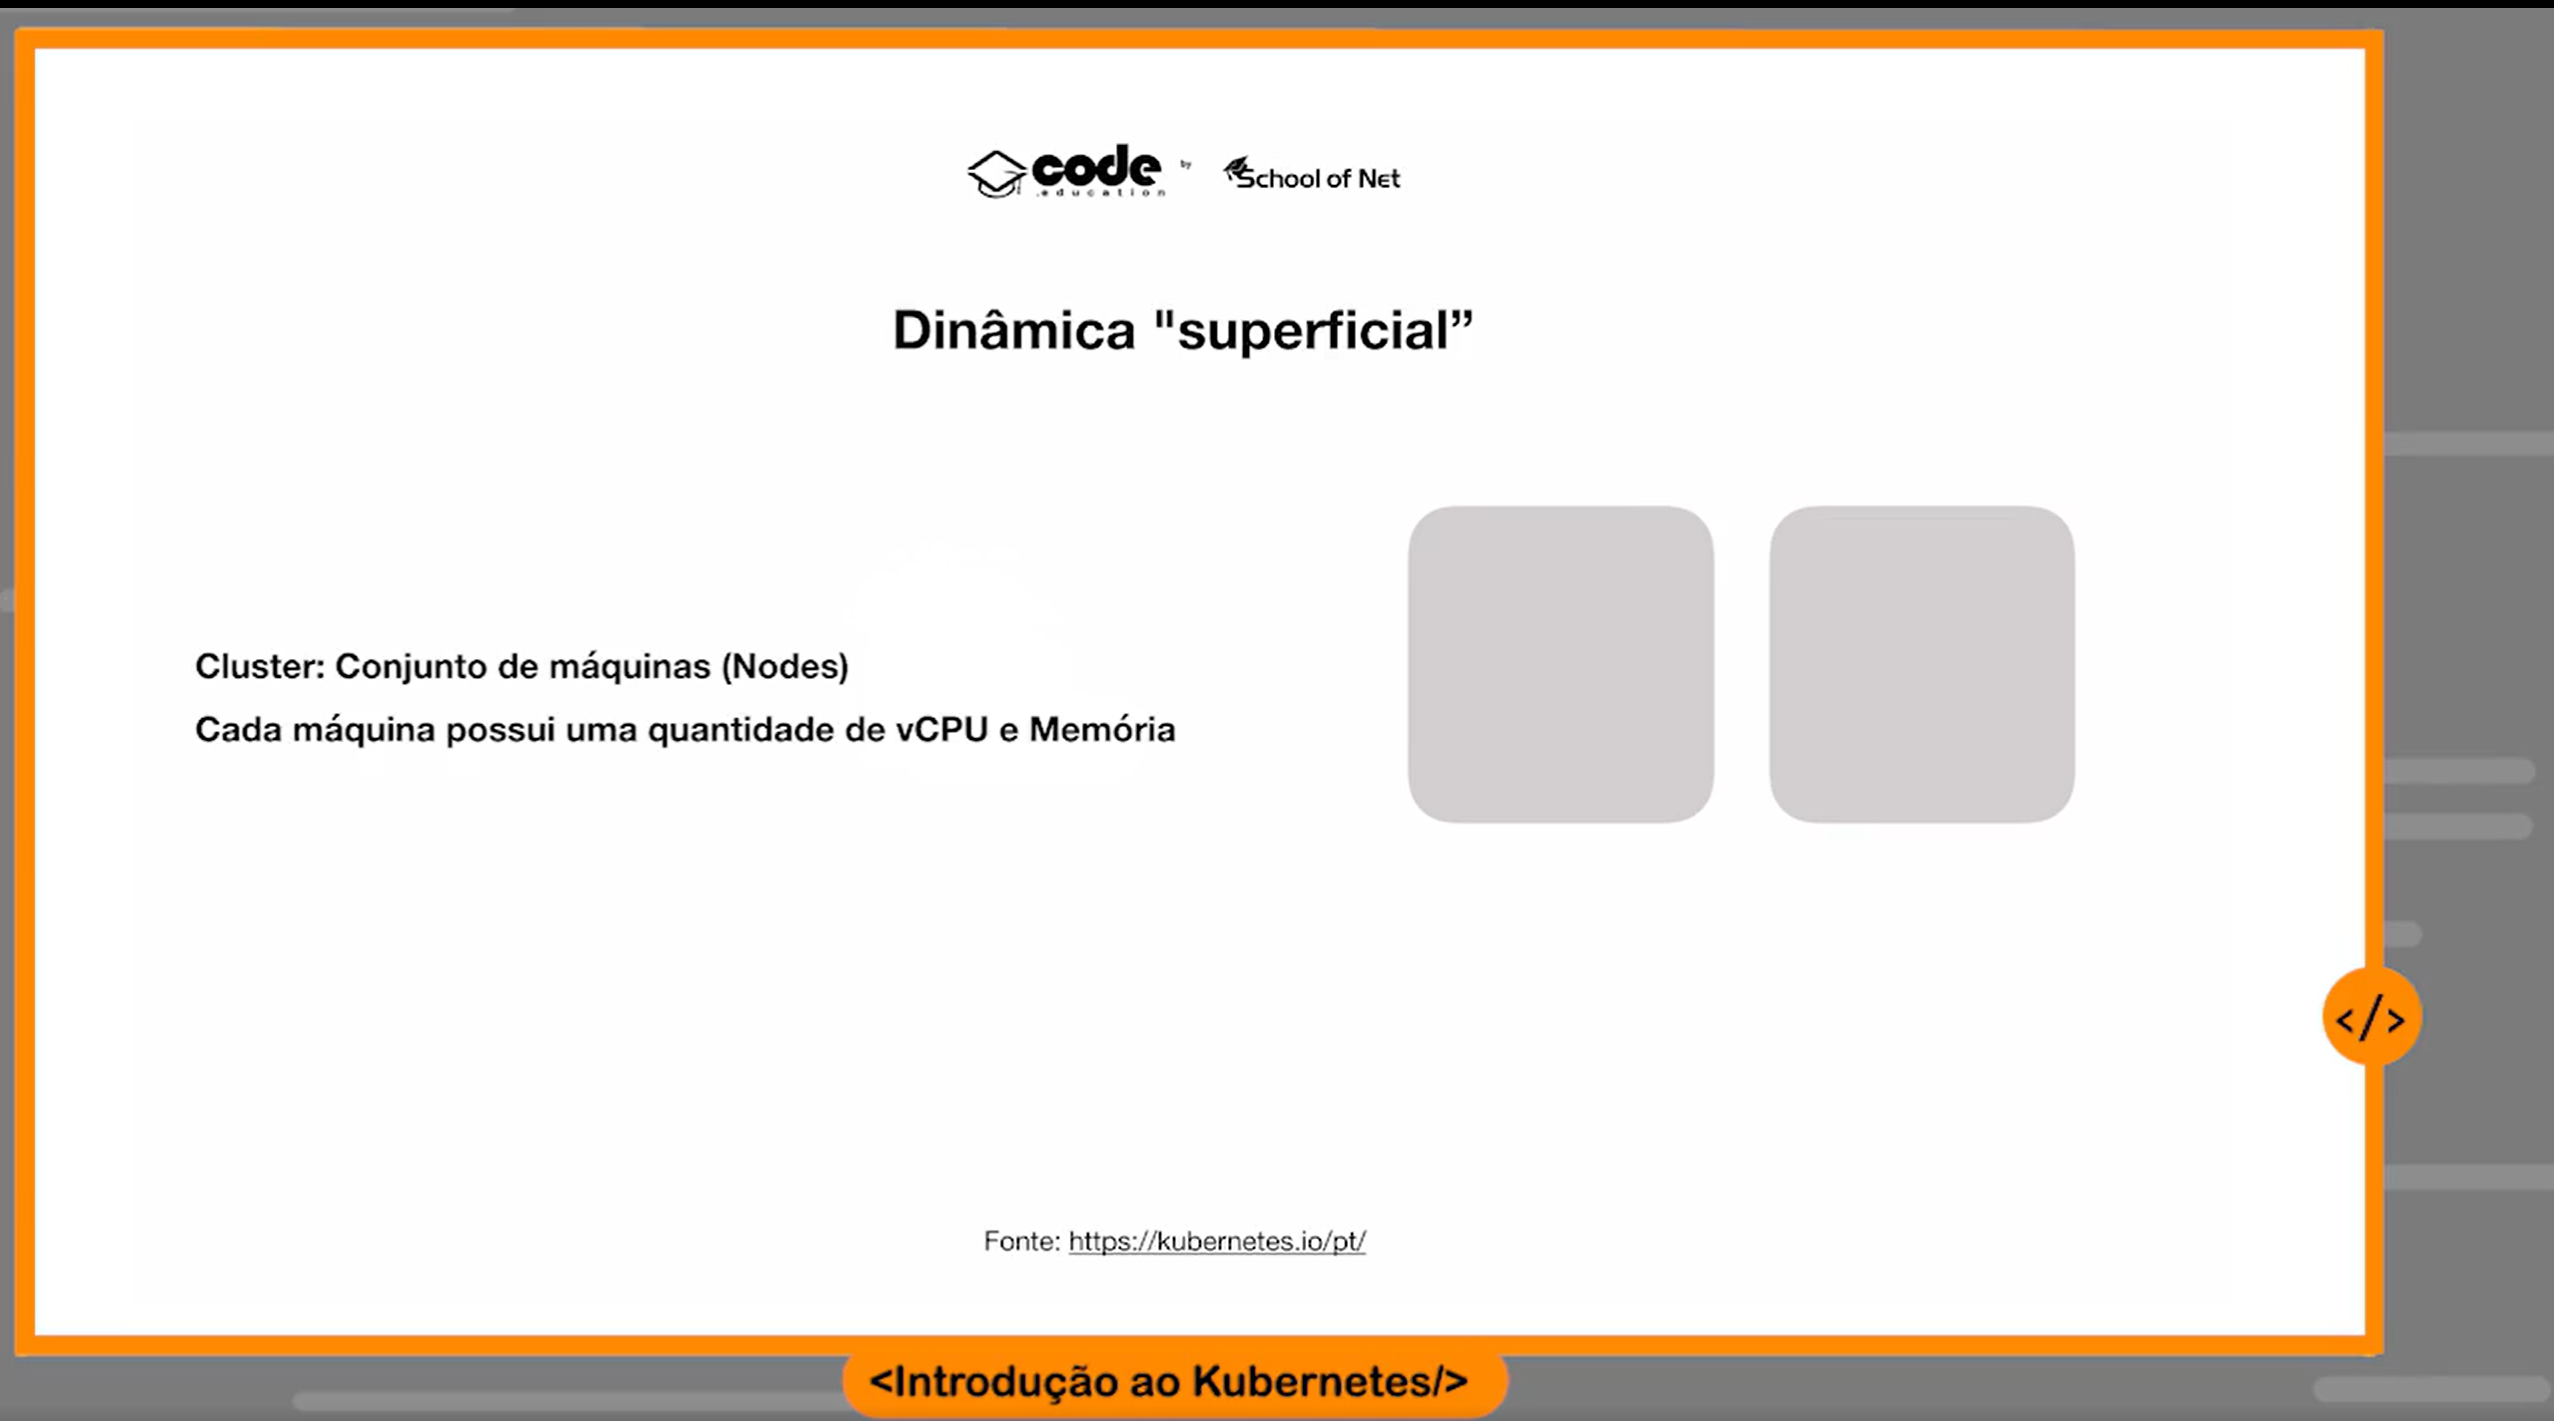 code
.education
by
School of Net
Dinâmica "superficial”
Cluster: Conjunto de máquinas (Nodes)
Cada máquina possui uma quantidade de vCPU e Memória
</>
Fonte: https://kubernetes.io/pt/
<Introdução ao Kubernetes/>